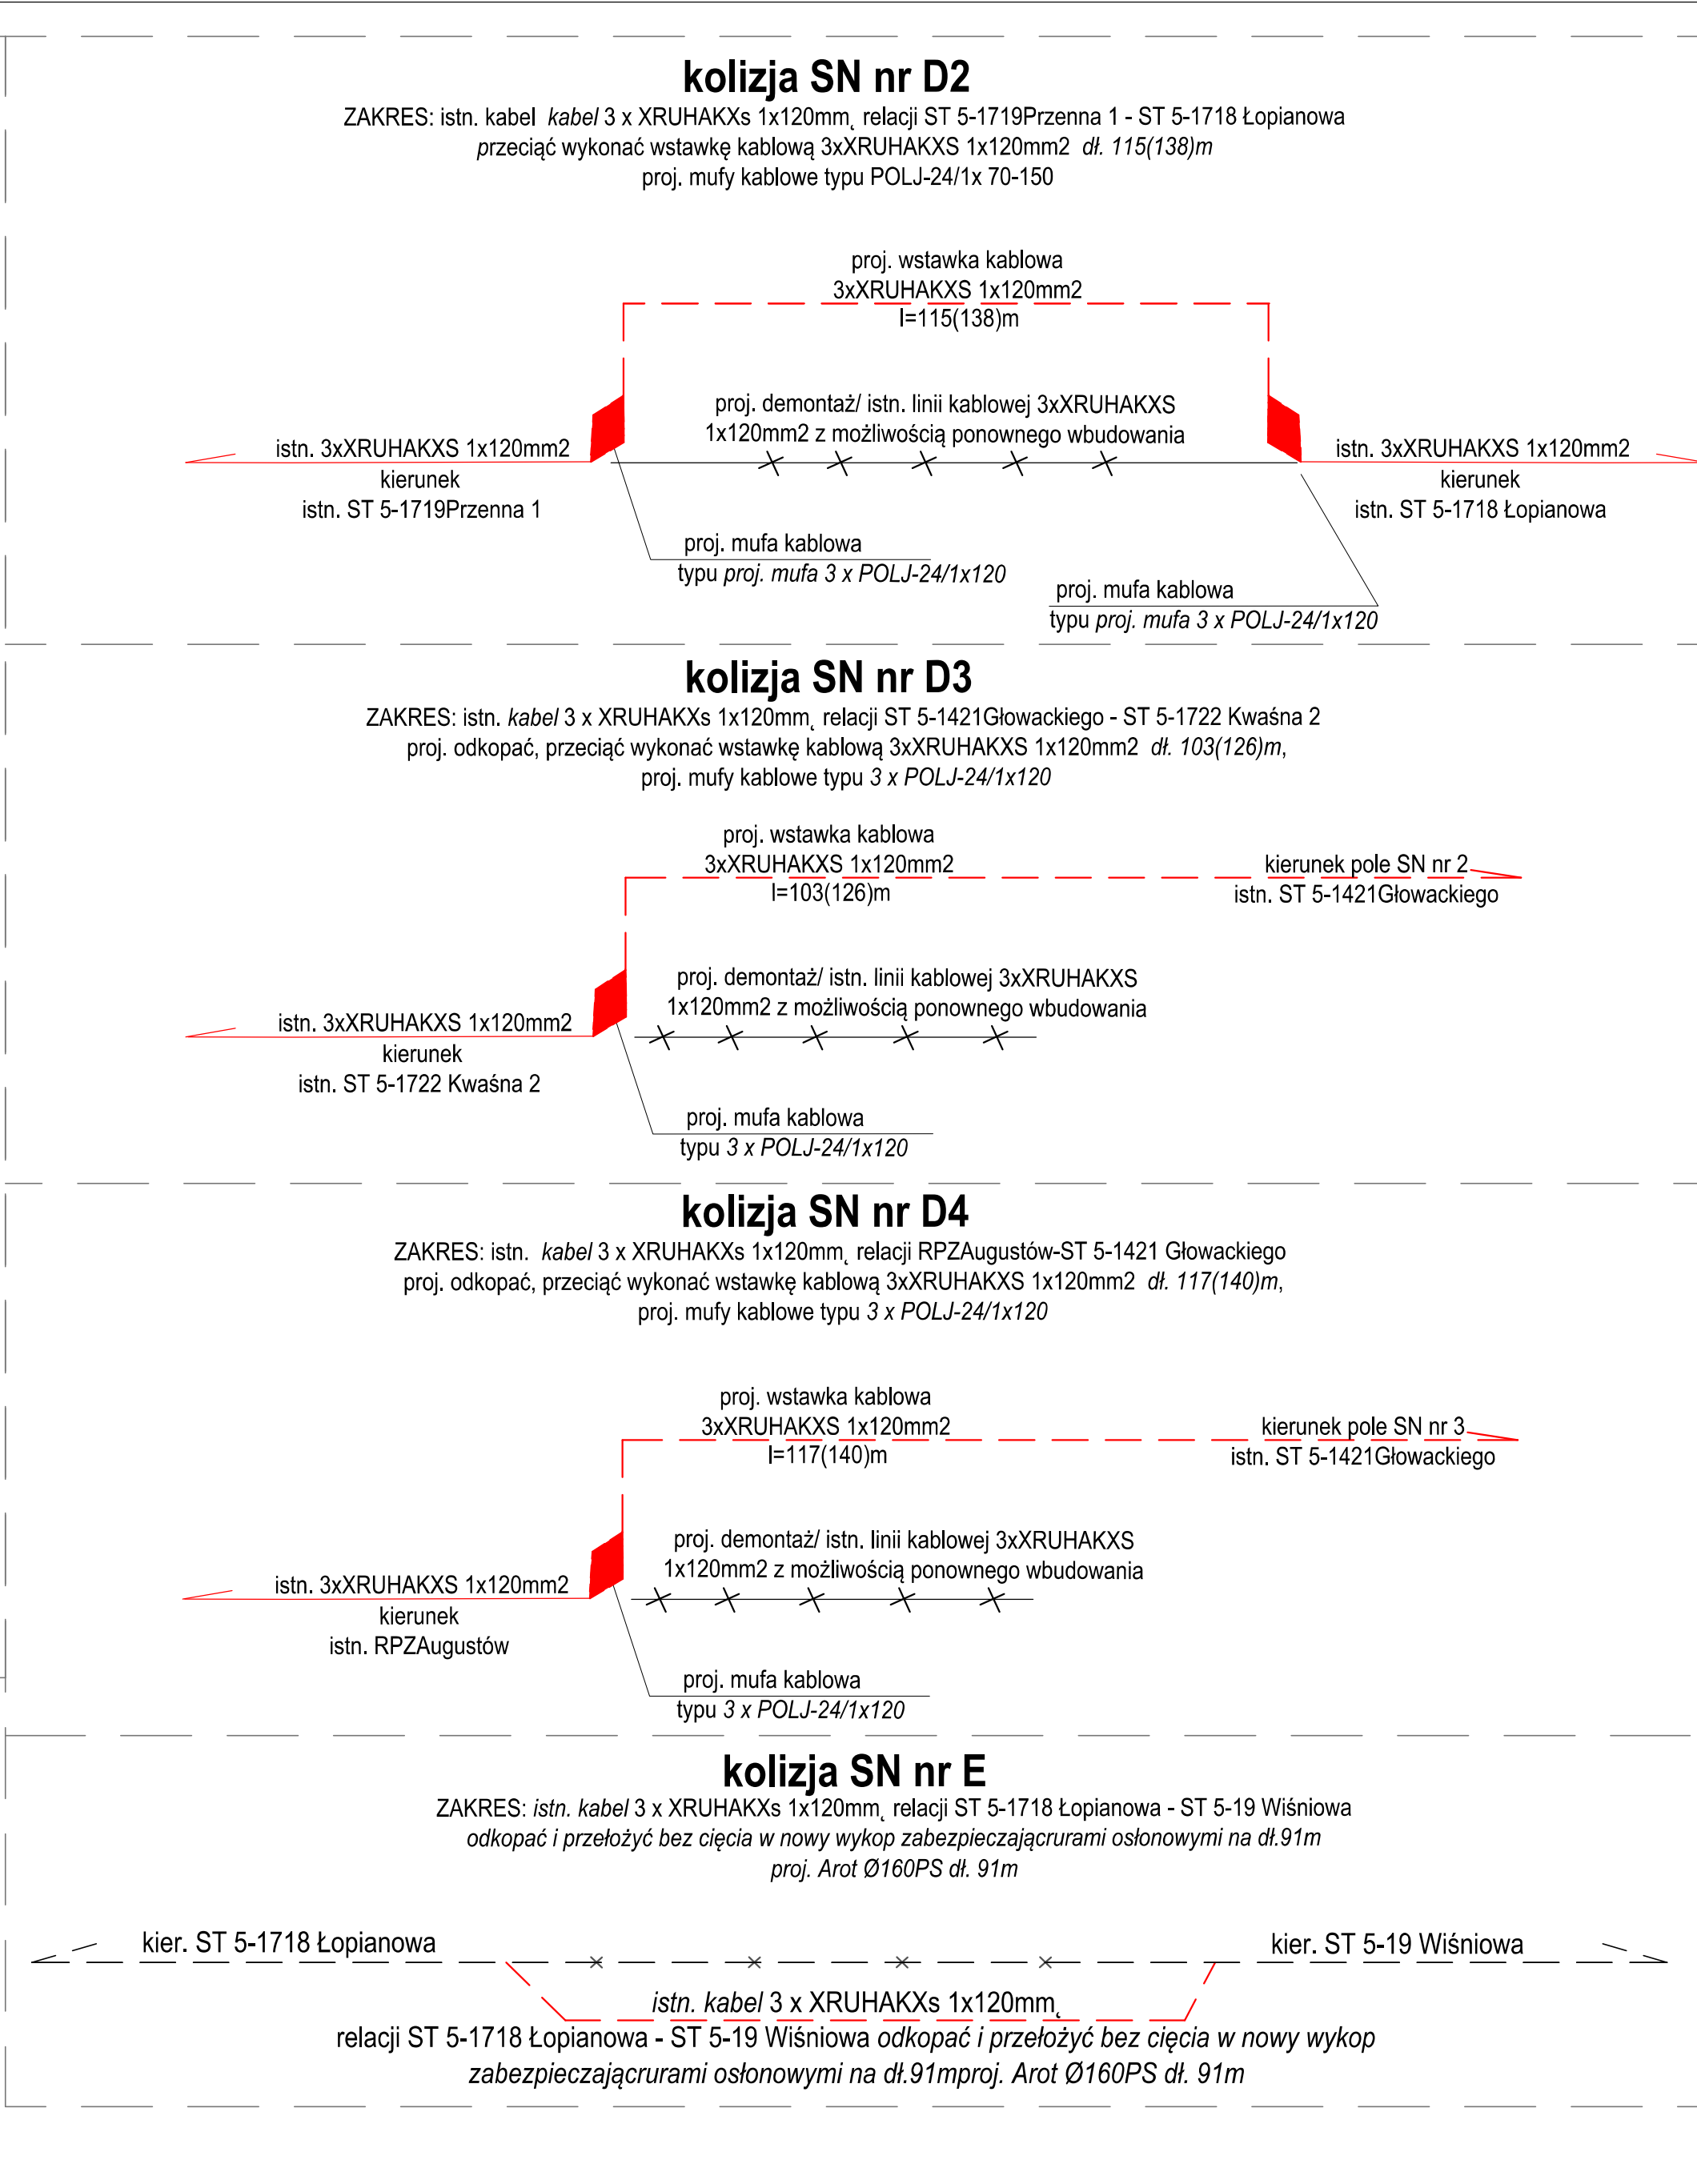 kolizja SN nr D2
ZAKRES: istn. kabel kabel 3 x XRUHAKXs 1x120mm, relacji ST 5-1719Przenna 1 - ST 5-1718 Łopianowa
przeciąć wykonać wstawkę kablową 3xXRUHAKXS 1x120mm2 dł. 115(138)m
proj. mufy kablowe typu POLJ-24/1x 70-150
proj. wstawka kablowa
3xXRUHAKXS 1x120mm2
l=115(138)m
proj. demontaż/ istn. linii kablowej 3xXRUHAKXS
1x120mm2 z możliwością ponownego wbudowania
istn. 3xXRUHAKXS 1x120mm2
kierunek
istn. ST 5-1719Przenna 1
istn. 3xXRUHAKXS 1x120mm2
kierunek
istn. ST 5-1718 Łopianowa
proj. mufa kablowa
typu proj. mufa 3 x POLJ-24/1x120
proj. mufa kablowa
typu proj. mufa 3 x POLJ-24/1x120
kolizja SN nr D3
ZAKRES: istn. kabel 3 x XRUHAKXs 1x120mm, relacji ST 5-1421Głowackiego - ST 5-1722 Kwaśna 2
proj. odkopać, przeciąć wykonać wstawkę kablową 3xXRUHAKXS 1x120mm2 dł. 103(126)m,
proj. mufy kablowe typu 3 x POLJ-24/1x120
proj. wstawka kablowa
3xXRUHAKXS 1x120mm2
l=103(126)m
kierunek pole SN nr 2
istn. ST 5-1421Głowackiego
proj. demontaż/ istn. linii kablowej 3xXRUHAKXS
1x120mm2 z możliwością ponownego wbudowania
istn. 3xXRUHAKXS 1x120mm2
kierunek
istn. ST 5-1722 Kwaśna 2
proj. mufa kablowa
typu 3 x POLJ-24/1x120
kolizja SN nr D4
ZAKRES: istn. kabel 3 x XRUHAKXs 1x120mm, relacji RPZAugustów-ST 5-1421 Głowackiego
proj. odkopać, przeciąć wykonać wstawkę kablową 3xXRUHAKXS 1x120mm2 dł. 117(140)m,
proj. mufy kablowe typu 3 x POLJ-24/1x120
proj. wstawka kablowa
3xXRUHAKXS 1x120mm2
l=117(140)m
kierunek pole SN nr 3
istn. ST 5-1421Głowackiego
proj. demontaż/ istn. linii kablowej 3xXRUHAKXS
1x120mm2 z możliwością ponownego wbudowania
istn. 3xXRUHAKXS 1x120mm2
kierunek
istn. RPZAugustów
proj. mufa kablowa
typu 3 x POLJ-24/1x120
kolizja SN nr E
ZAKRES: istn. kabel 3 x XRUHAKXs 1x120mm, relacji ST 5-1718 Łopianowa - ST 5-19 Wiśniowa
odkopać i przełożyć bez cięcia w nowy wykop zabezpieczającrurami osłonowymi na dł.91m
proj. Arot Ø160PS dł. 91m
kier. ST 5-1718 Łopianowa
kier. ST 5-19 Wiśniowa
istn. kabel 3 x XRUHAKXs 1x120mm,
relacji ST 5-1718 Łopianowa - ST 5-19 Wiśniowa odkopać i przełożyć bez cięcia w nowy wykop
zabezpieczającrurami osłonowymi na dł.91mproj. Arot Ø160PS dł. 91m